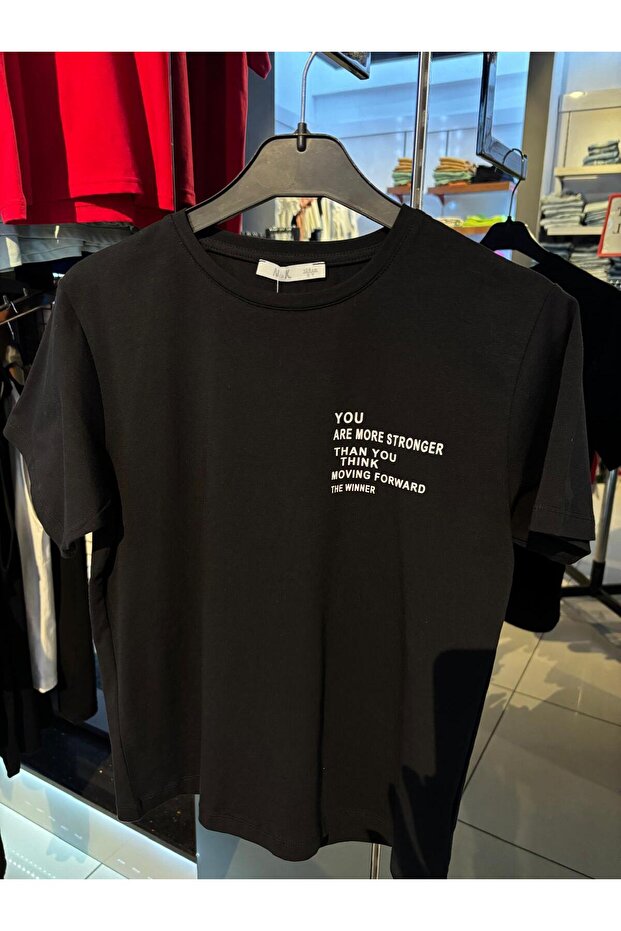 YOU
ARE MORE STRONGER
THAN YOU
THINK
MOVING FORWARD
THE WINNER